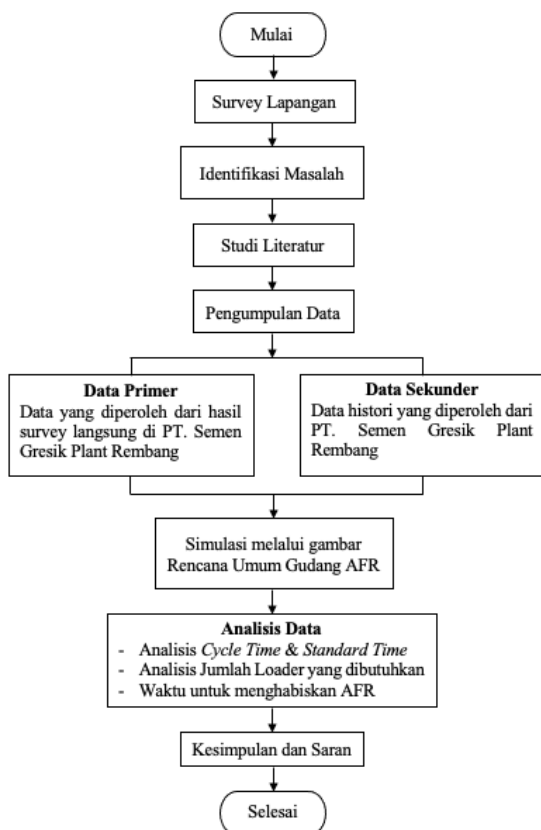 Mulai
Survey Lapangan
Identifikasi Masalah
Studi Literatur
Pengumpulan Data
Data Primer
Data yang diperoleh dari hasil
survey langsung di PT. Semen
Gresik Plant Rembang
Data Sekunder
Data histori yang diperoleh dari
PT. Semen Gresik Plant
Rembang
Simulasi melalui gambar
Rencana Umum Gudang AFR
Analisis Data
- Analisis Cycle Time & Standard Time
- Analisis Jumlah Loader yang dibutuhkan
- Waktu untuk menghabiskan AFR
Kesimpulan dan Saran
Selesai